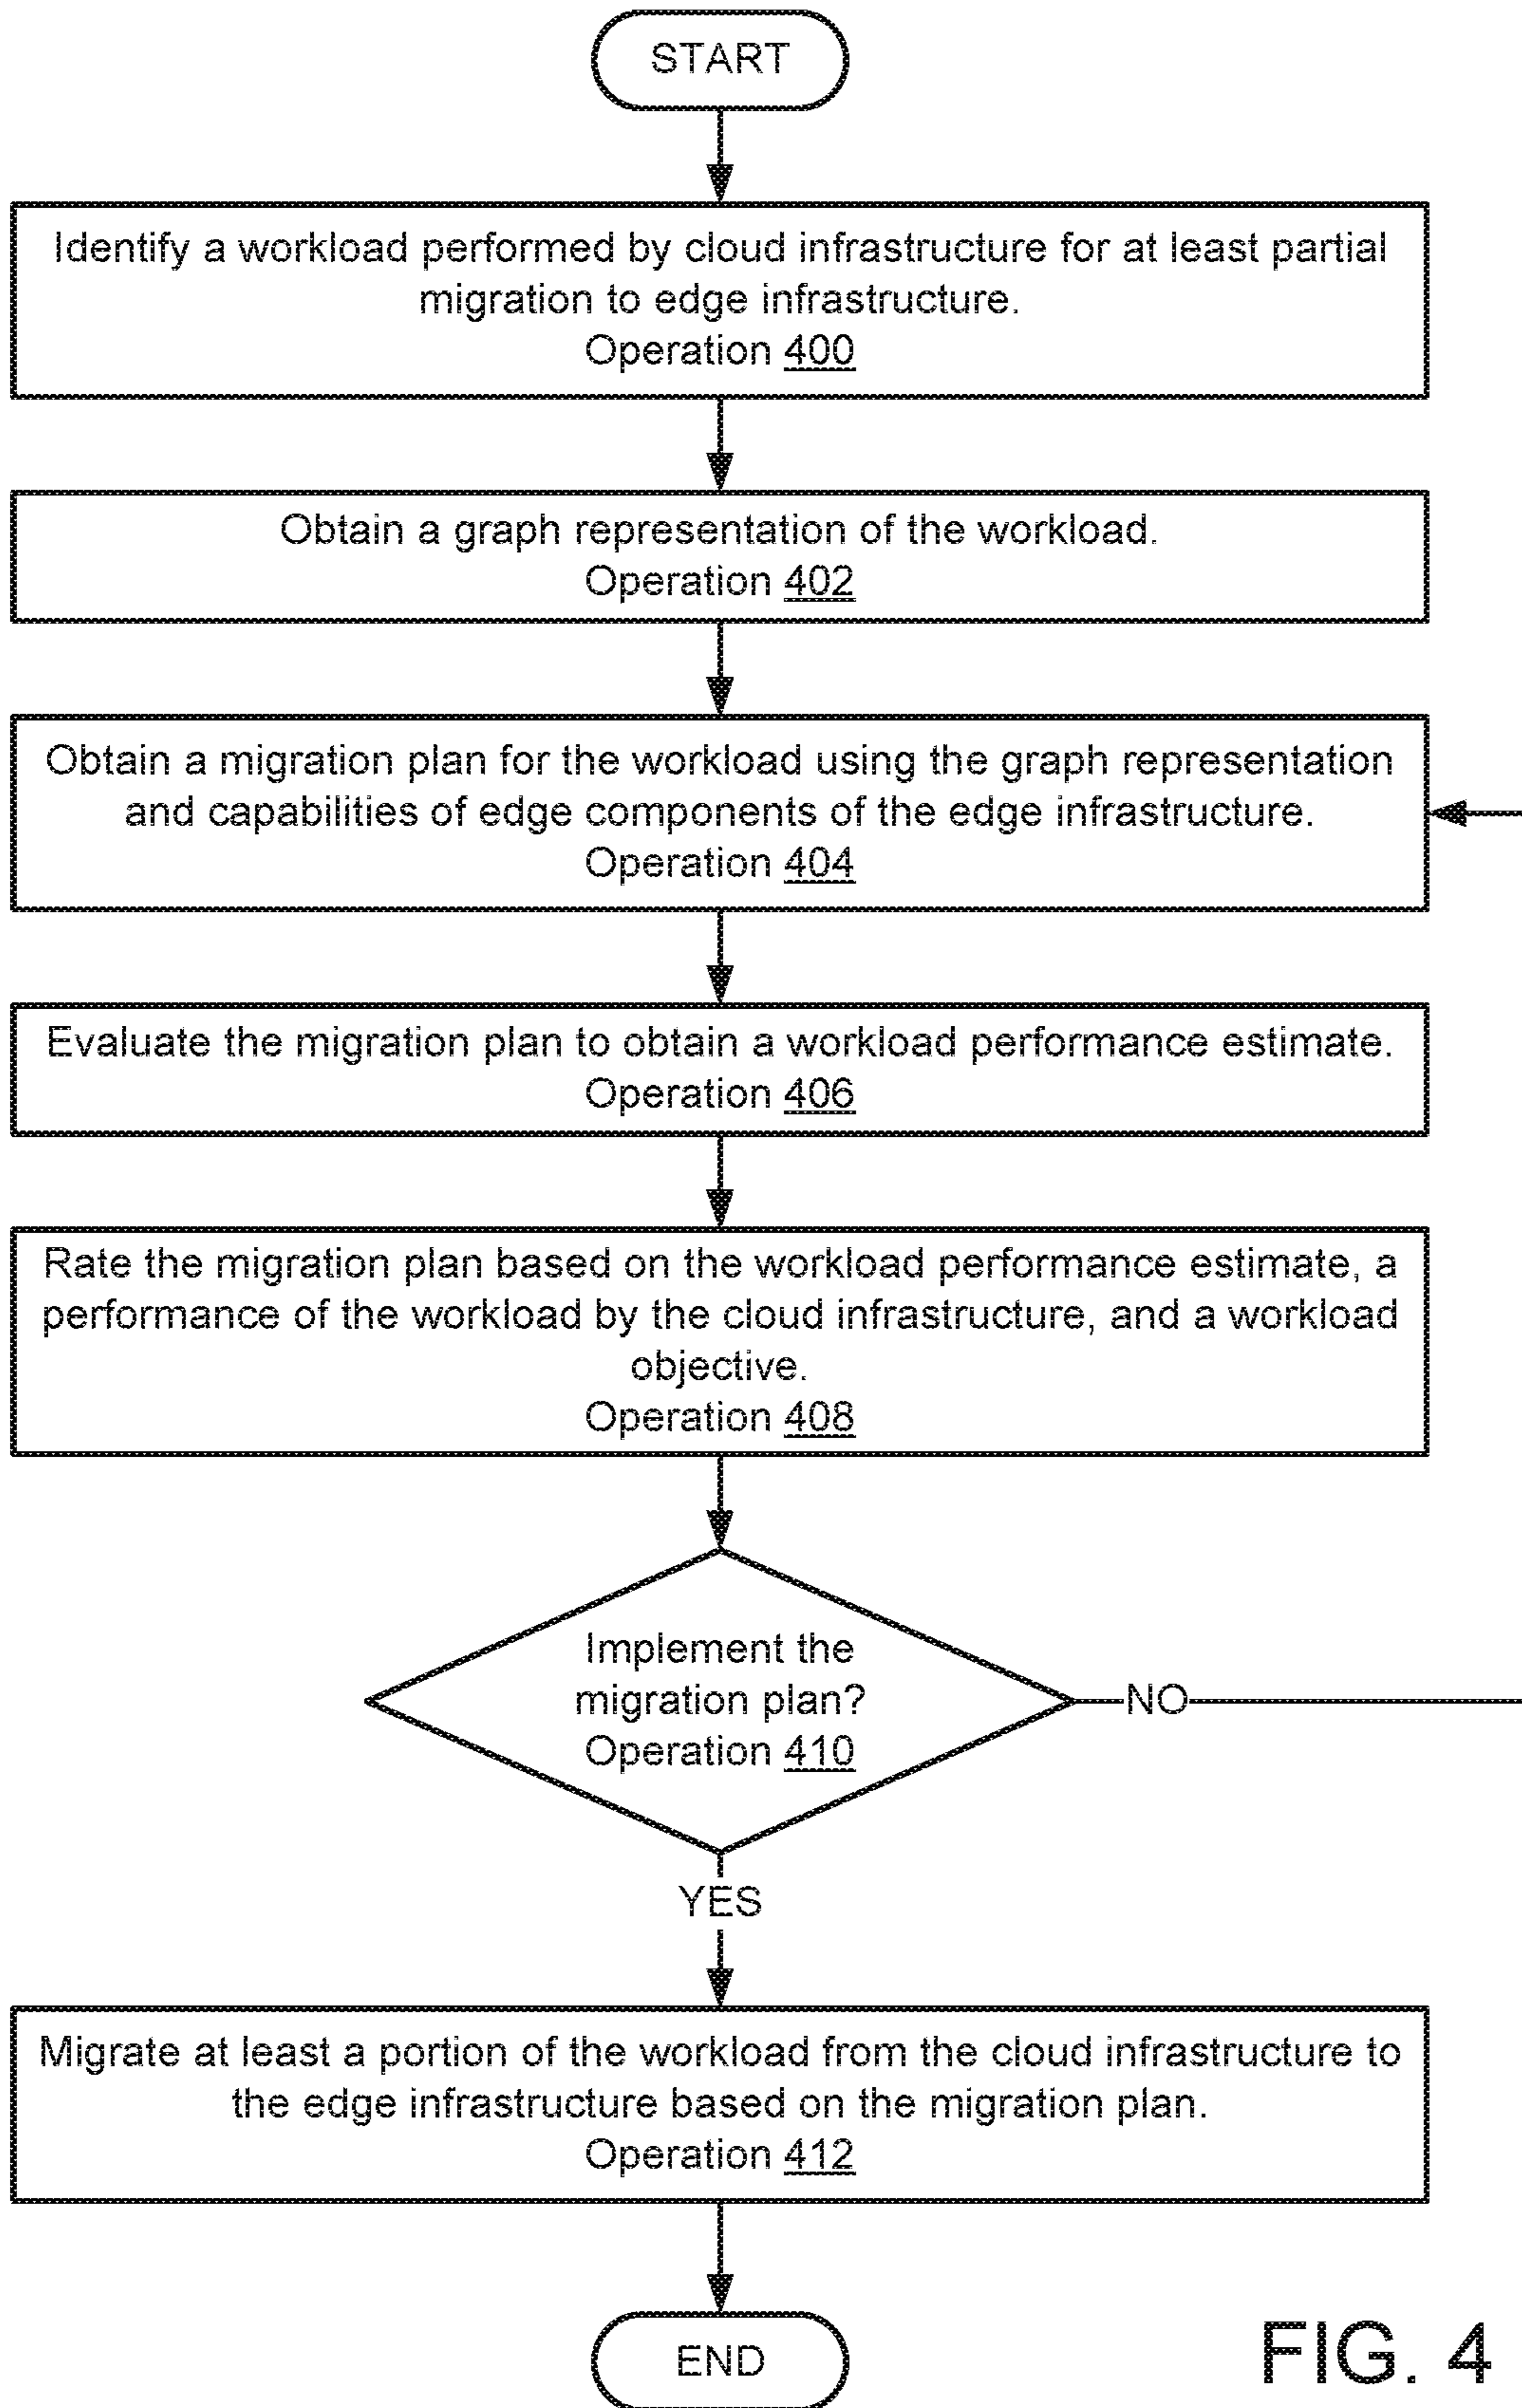 START
Identify a workload performed by cloud infrastructure for at least partial
migration to edge infrastructure.
Operation 400
Obtain a graph representation of the workload.
Operation 402
Obtain a migration plan for the workload using the graph representation
and capabilities of edge components of the edge infrastructure.
Operation 404
Evaluate the migration plan to obtain a workload performance estimate.
Operation 406
Rate the migration plan based on the workload performance estimate, a
performance of the workload by the cloud infrastructure, and a workload
objective.
Operation 408
Implement the
migration plan?
Operation 410
NO
YES
Migrate at least a portion of the workload from the cloud infrastructure to
the edge infrastructure based on the migration plan.
Operation 412
END
FIG. 4